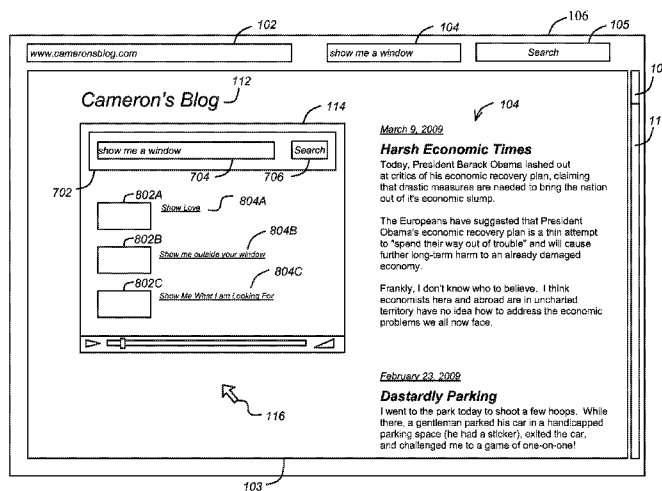 102
104
106
105
www.cameronsblog.com
show me a window
Search
10
Cameron's Blog
112
114
104
11
show me a window
Search
702
704
706
802A
Show Love
804A
802B
Show me outside your window
804B
802C
Show Me What I am Looking For
804C
116
March 9, 2009
Harsh Economic Times
Today, President Barack Obama lashed out
at critics of his economic recovery plan, claiming
that drastic measures are needed to bring the nation
out of it's economic slump.
The Europeans have suggested that President
Obama's economic recovery plan is a thin attempt
to "spend their way out of trouble" and will cause
further long-term harm to an already damaged
economy.
Frankly, I don't know who to believe. I think
economists here and abroad are in uncharted
territory have no idea how to address the economic
problems we all now face.
February 23, 2009
Dastardly Parking
I went to the park today to shoot a few hoops. While
there, a gentleman parked his car in a handicapped
parking space (he had a sticker), exited the car,
and challenged me to a game of one-on-one!
103